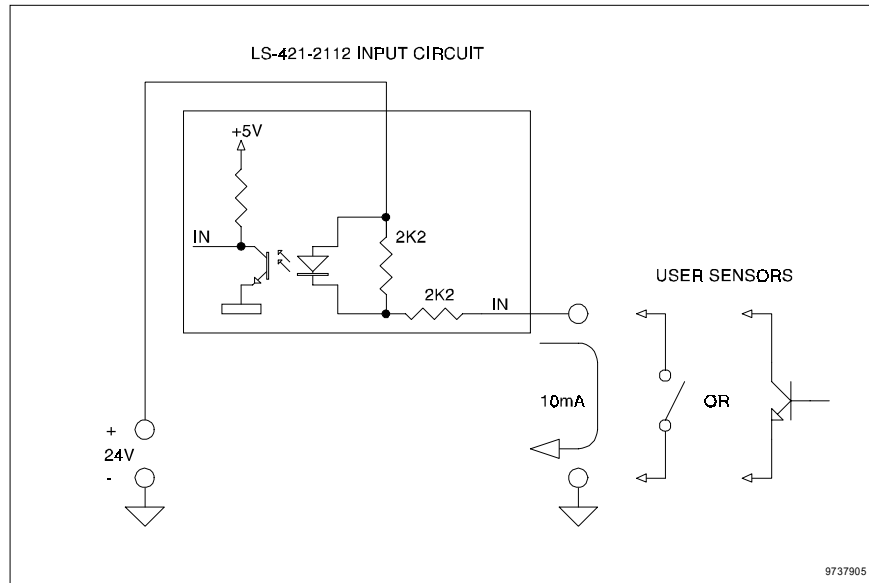 LS-421-2112 INPUT CIRCUIT
+5V
IN
2K2
2K2
IN
USER SENSORS
10mA
OR
+
24V
-
9737905